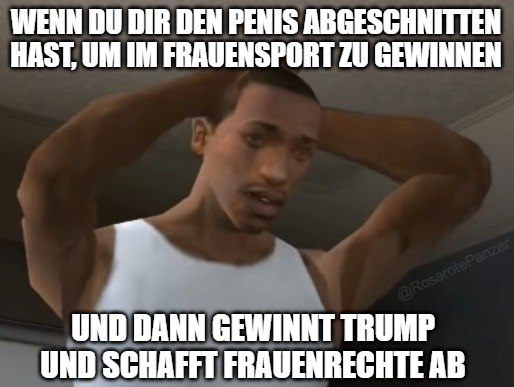 WENN DU DIR DEN PENIS ABGESCHNITTEN
HAST, UM IM FRAUENSPORT ZU GEWINNEN
@RosarotePanzer
UND DANN GEWINNT TRUMP
UND SCHAFFT FRAUENRECHTE AB